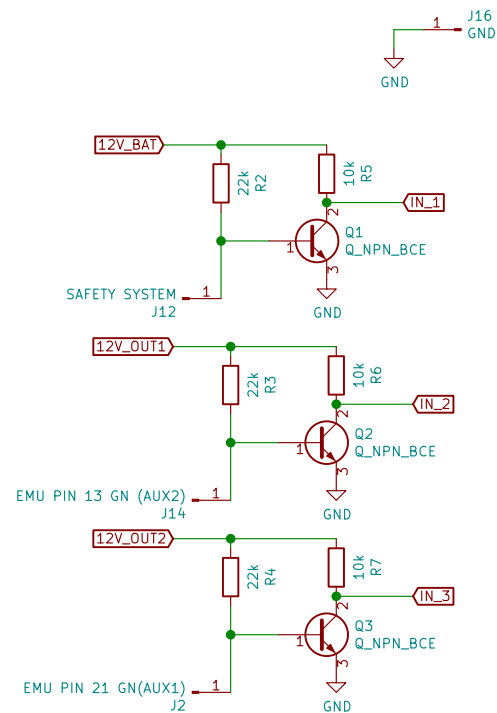 1 J16
GND
GND
12V_BAT
22k
R2
10k
R5
IN_1
2
Q1
1 Q_NPN_BCE
3
SAFETY SYSTEM 1
J12
GND
12V_OUT1
22k
R3
10k
R6
IN_2
2
Q2
1 Q_NPN_BCE
3
EMU PIN 13 GN (AUX2) 1
J14
GND
12V_OUT2
22k
R4
10k
R7
IN_3
2
Q3
1 Q_NPN_BCE
3
EMU PIN 21 GN(AUX1) 1
J2
GND